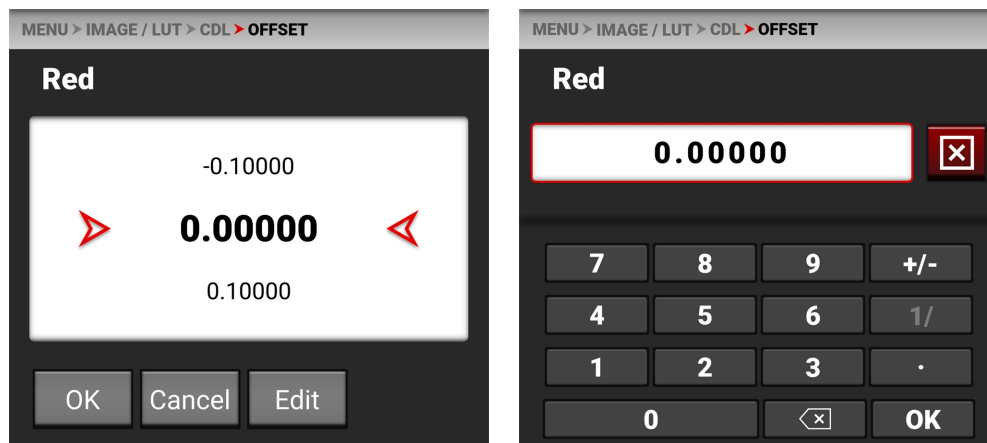 MENU > IMAGE / LUT > CDL > OFFSET
Red
-0.10000
0.00000
0.10000
OK Cancel Edit
MENU > IMAGE / LUT > CDL > OFFSET
Red
0.00000
7 8 9 +/-
4 5 6 1/
1 2 3 .
0 OK